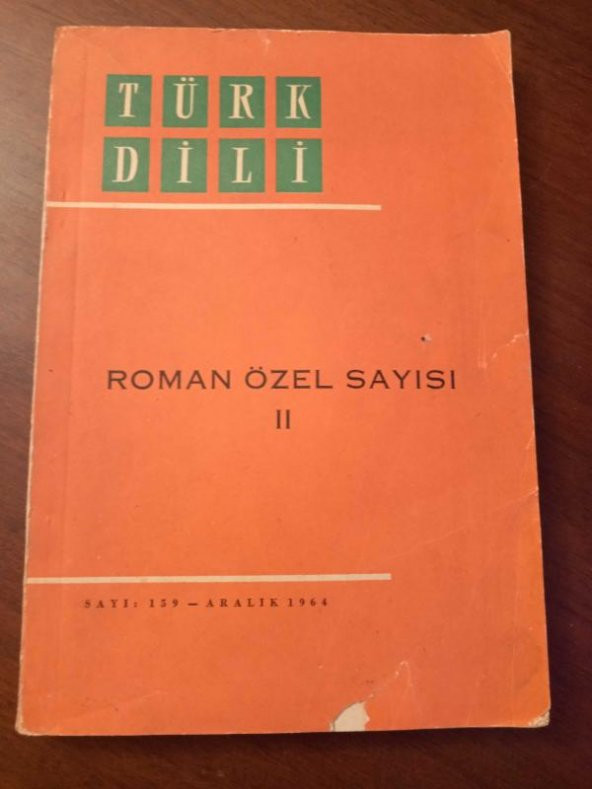 TÜRK
DİLİ
ROMAN ÖZEL SAYISI
II
SAYI: 159 — ARALIK 1964